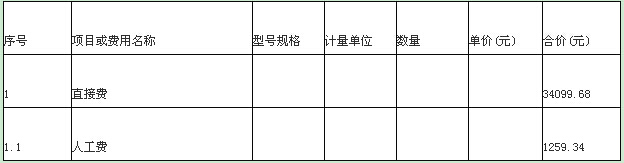 序号 项目或费用名称 型号规格 计量单位 数量 单价(元) 合价(元)
1 直接费 34099.68
1.1 人工费 1259.34